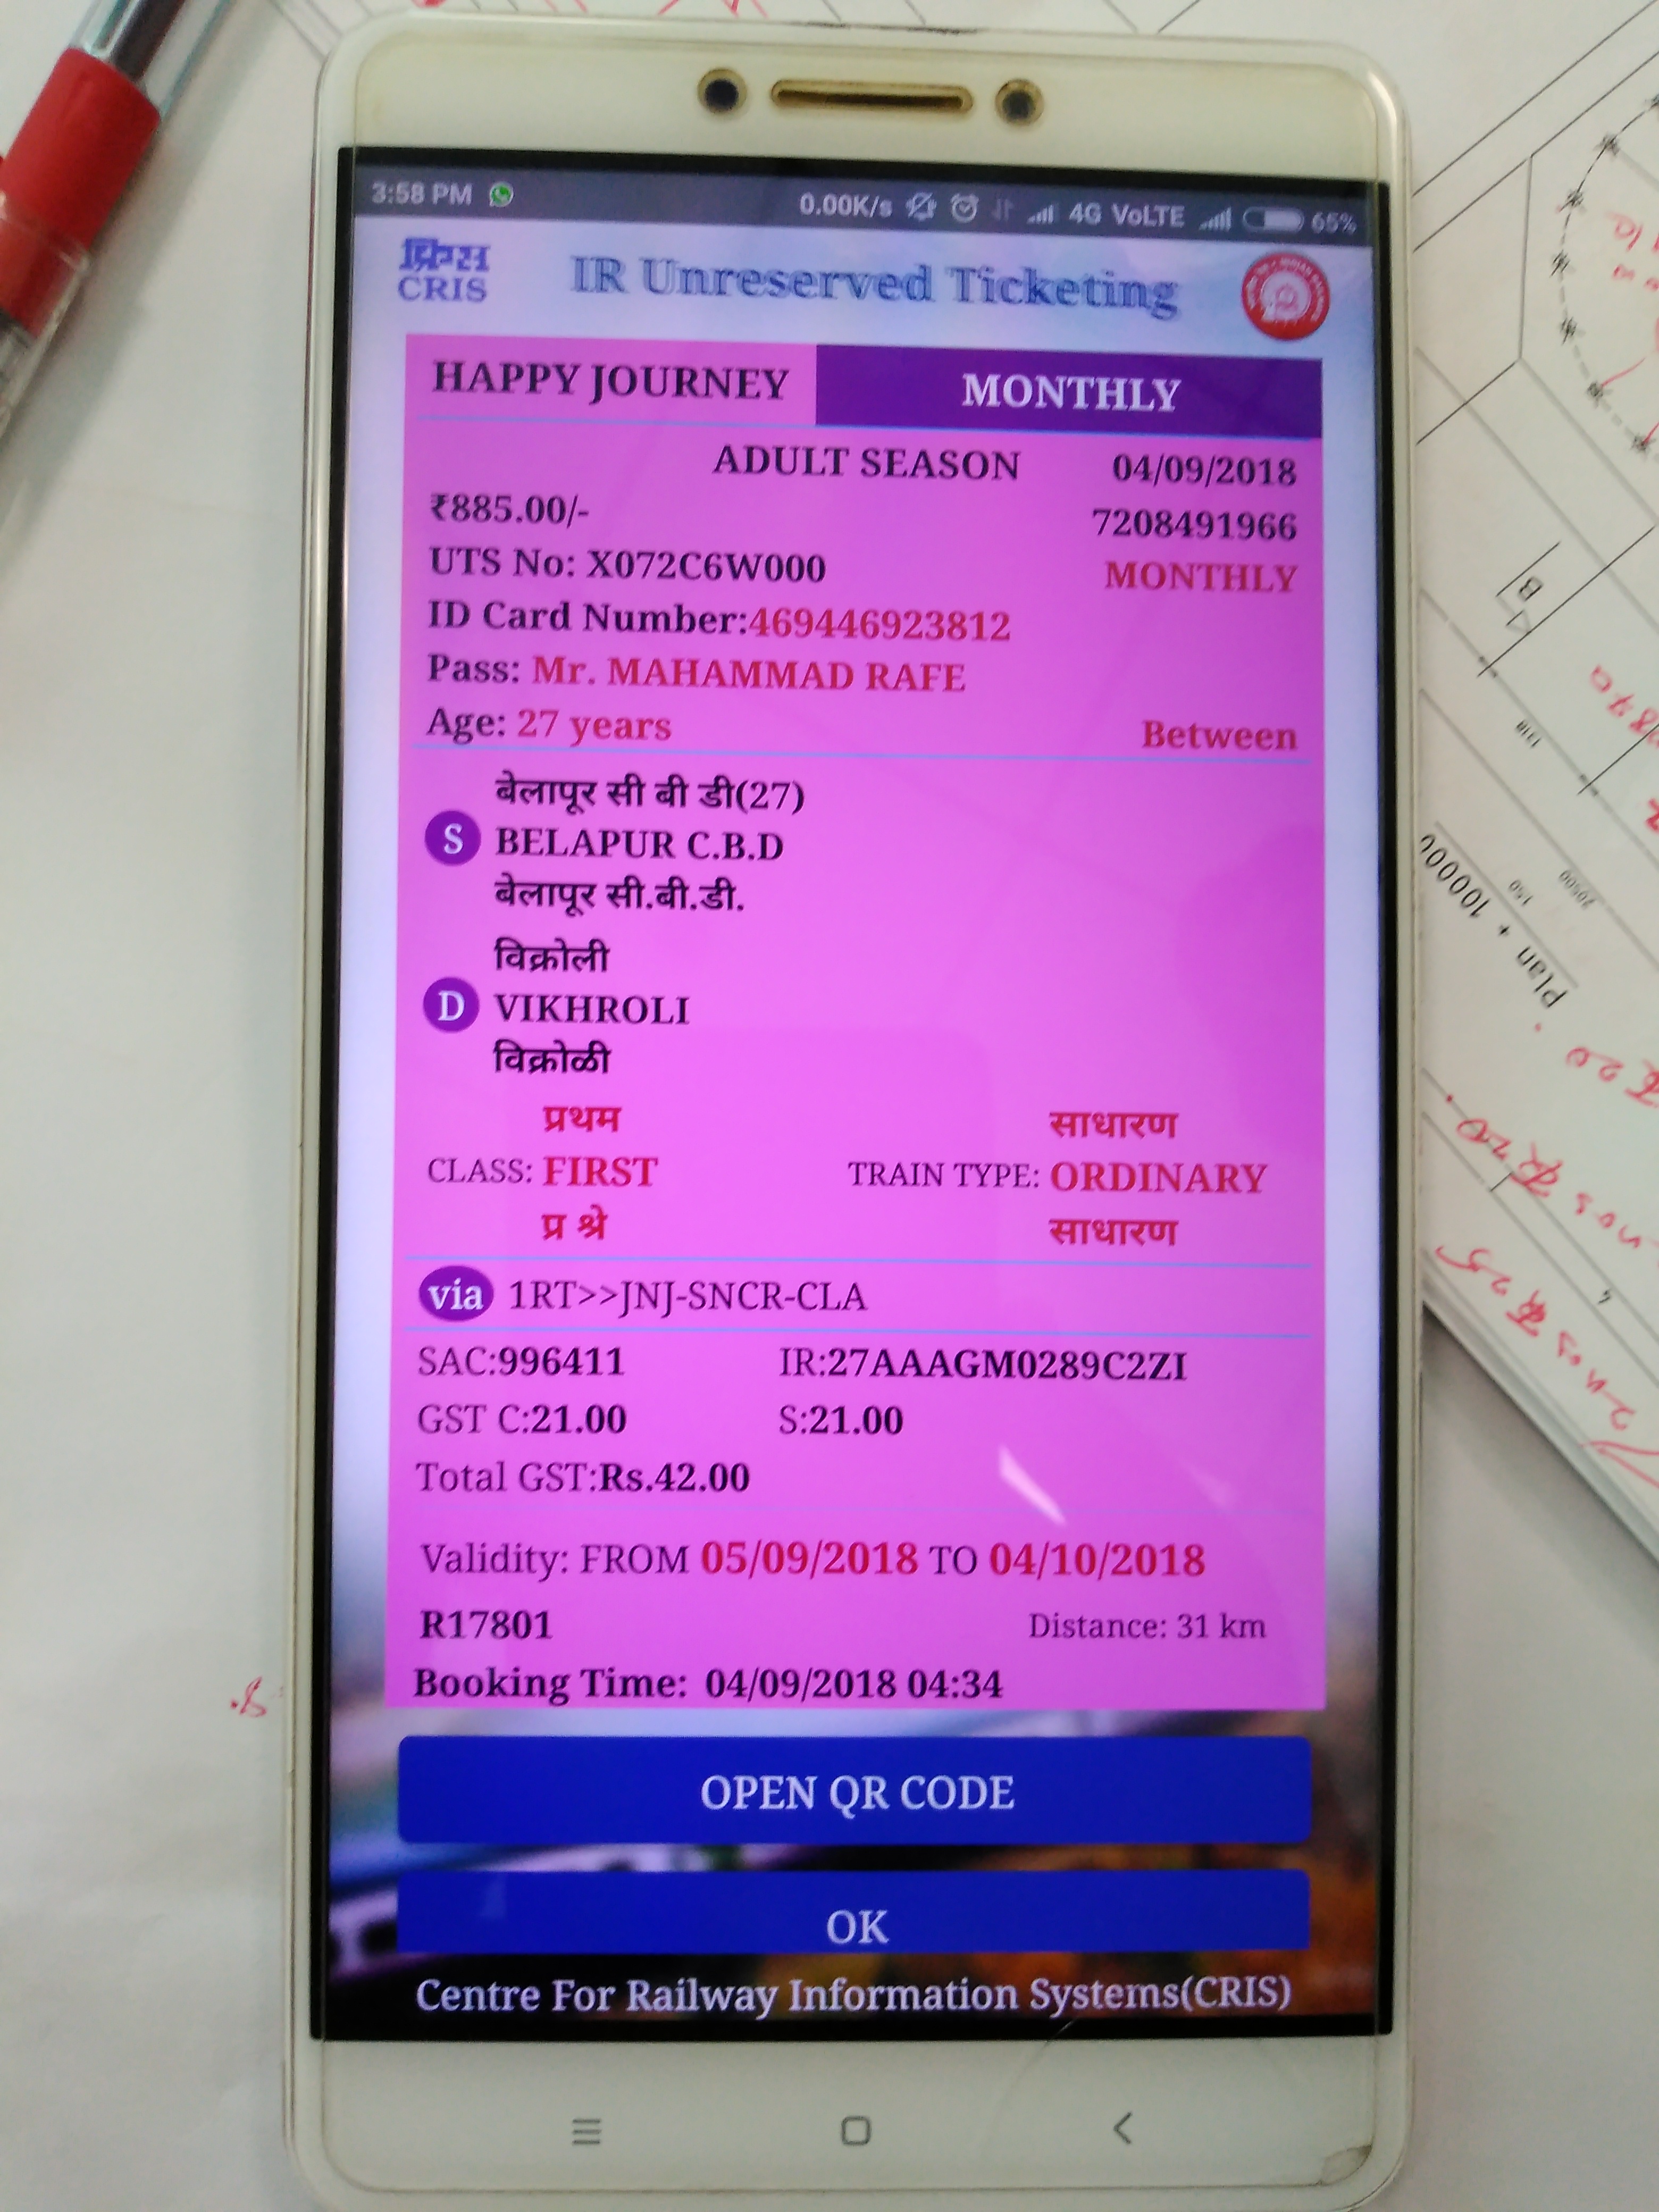 3:58 PM 0.00K/s 4G VoLTE 65%
क्रिस
CRIS
IR Unreserved Ticketing
HAPPY JOURNEY MONTHLY
ADULT SEASON 04/09/2018
₹885.00/- 7208491966
UTS No: X072C6W000 MONTHLY
ID Card Number:469446923812
Pass: Mr. MAHAMMAD RAFE
Age: 27 years Between
बेलापूर सी बी डी(27)
S BELAPUR C.B.D
बेलापूर सी.बी.डी.
विक्रोली
D VIKHROLI
विक्रोळी
प्रथम साधारण
CLASS: FIRST TRAIN TYPE: ORDINARY
प्र श्रे साधारण
via 1RT>>JNJ-SNCR-CLA
SAC:996411 IR:27AAAGM0289C2ZI
GST C:21.00 S:21.00
Total GST:Rs.42.00
Validity: FROM 05/09/2018 TO 04/10/2018
R17801 Distance: 31 km
Booking Time: 04/09/2018 04:34
OPEN QR CODE
OK
Centre For Railway Information Systems(CRIS)
B
1318
plan + 100000
150
20500